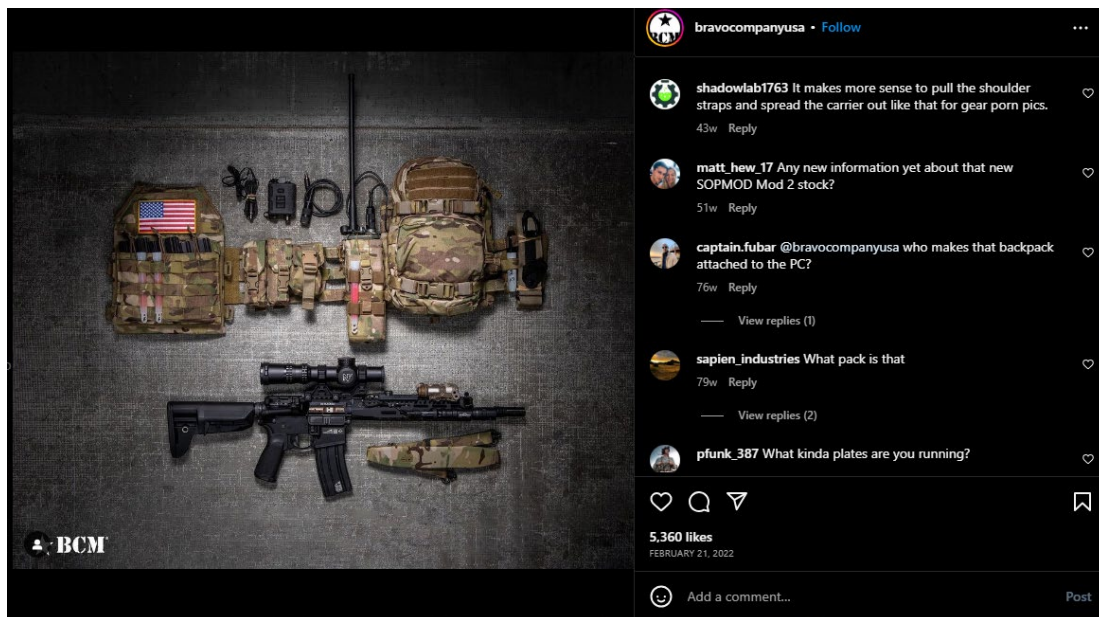 bravocompanyusa • Follow
shadowlab1763 It makes more sense to pull the shoulder
straps and spread the carrier out like that for gear porn pics.
43w Reply
matt_hew_17 Any new information yet about that new
SOPMOD Mod 2 stock?
51w Reply
captain.fubar @bravocompanyusa who makes that backpack
attached to the PC?
76w Reply
View replies (1)
sapien_industries What pack is that
79w Reply
View replies (2)
pfunk_387 What kinda plates are you running?
5,360 likes
FEBRUARY 21, 2022
Add a comment... Post
BCM